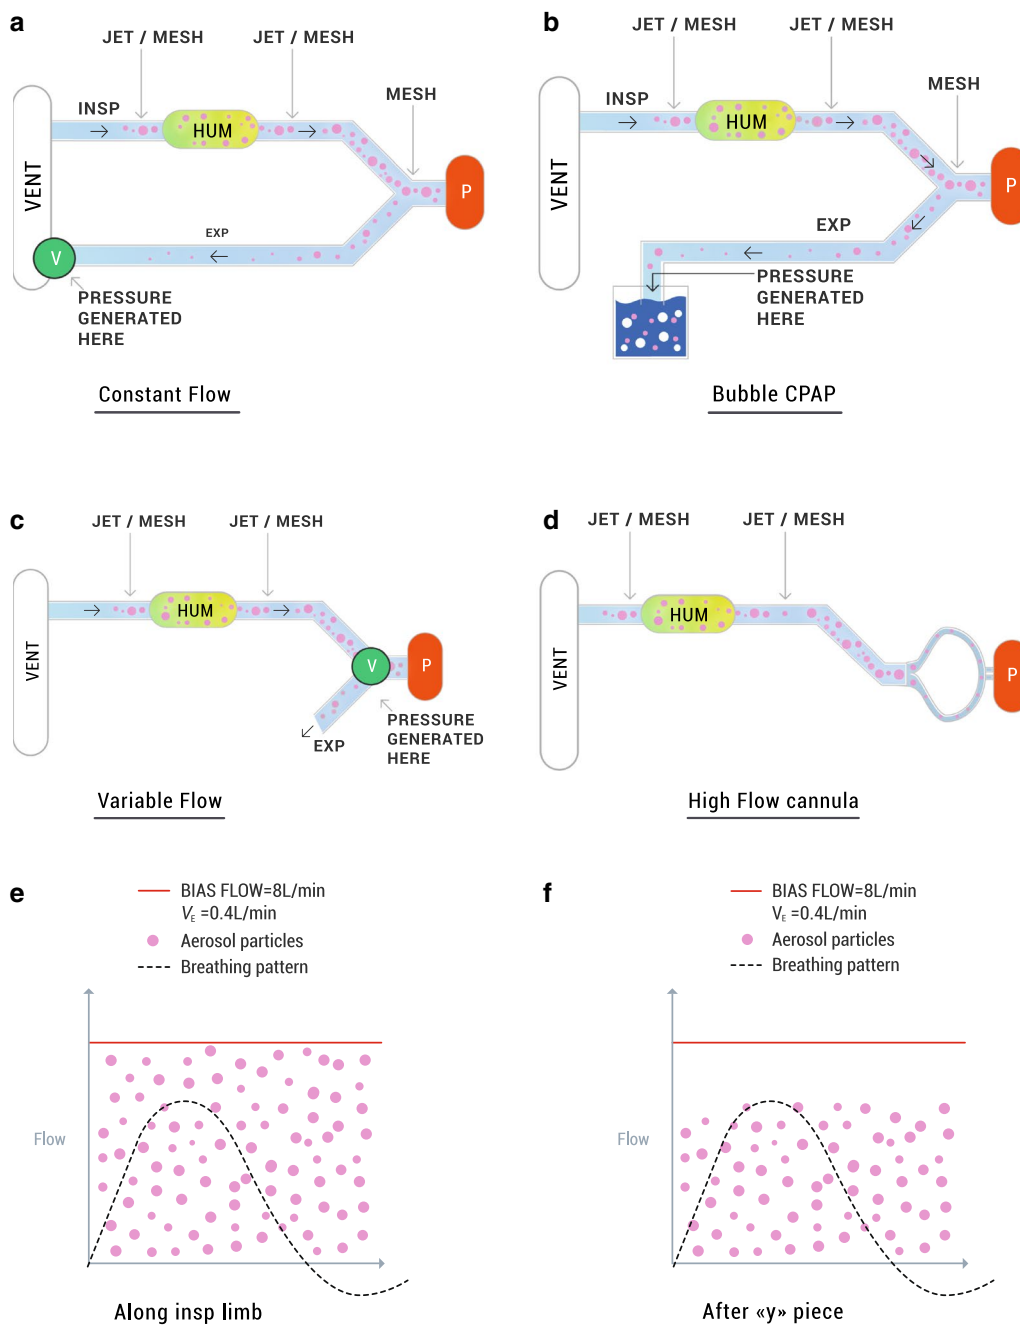 a
JET / MESH
JET / MESH
MESH
INSP
HUM
VENT
P
EXP
V
PRESSURE
GENERATED
HERE
Constant Flow
b
JET / MESH
JET / MESH
MESH
INSP
HUM
VENT
P
EXP
PRESSURE
GENERATED
HERE
Bubble CPAP
c
JET / MESH
JET / MESH
HUM
VENT
V
P
EXP
PRESSURE
GENERATED
HERE
Variable Flow
d
JET / MESH
JET / MESH
HUM
VENT
P
High Flow cannula
e
BIAS FLOW=8L/min
VE =0.4L/min
Aerosol particles
Breathing pattern
Flow
Along insp limb
f
BIAS FLOW=8L/min
VE =0.4L/min
Aerosol particles
Breathing pattern
Flow
After «y» piece